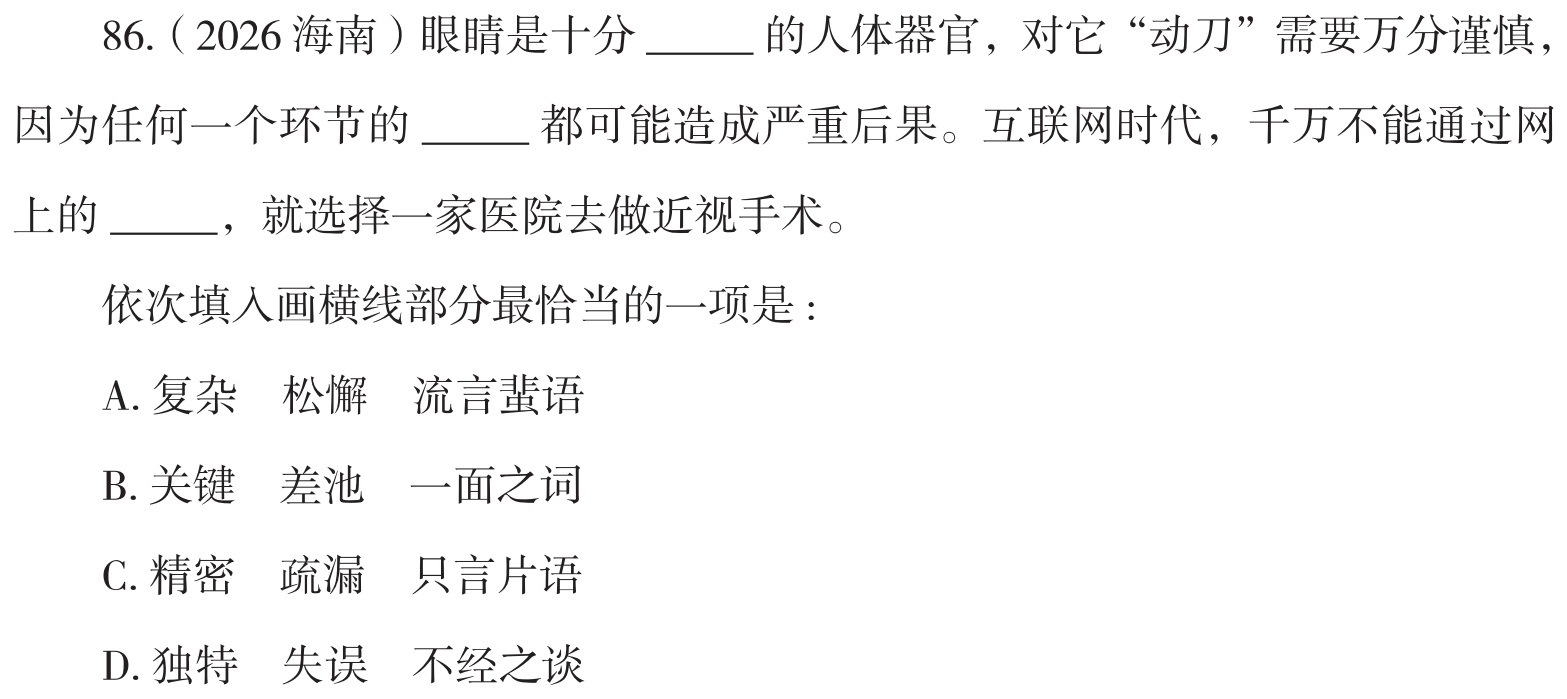 86.（2026 海南）眼睛是十分 _____ 的人体器官，对它“动刀”需要万分谨慎，
因为任何一个环节的 _____ 都可能造成严重后果。互联网时代，千万不能通过网
上的 _____，就选择一家医院去做近视手术。
依次填入画横线部分最恰当的一项是：
A. 复杂　松懈　流言蜚语
B. 关键　差池　一面之词
C. 精密　疏漏　只言片语
D. 独特　失误　不经之谈